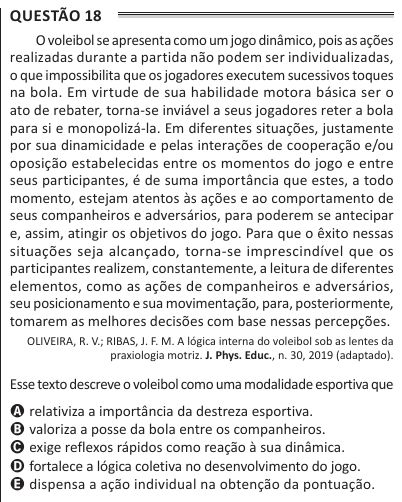 QUESTÃO 18
O voleibol se apresenta como um jogo dinâmico, pois as ações
realizadas durante a partida não podem ser individualizadas,
o que impossibilita que os jogadores executem sucessivos toques
na bola. Em virtude de sua habilidade motora básica ser o
ato de rebater, torna-se inviável a seus jogadores reter a bola
para si e monopolizá-la. Em diferentes situações, justamente
por sua dinamicidade e pelas interações de cooperação e/ou
oposição estabelecidas entre os momentos do jogo e entre
seus participantes, é de suma importância que estes, a todo
momento, estejam atentos às ações e ao comportamento de
seus companheiros e adversários, para poderem se antecipar
e, assim, atingir os objetivos do jogo. Para que o êxito nessas
situações seja alcançado, torna-se imprescindível que os
participantes realizem, constantemente, a leitura de diferentes
elementos, como as ações de companheiros e adversários,
seu posicionamento e sua movimentação, para, posteriormente,
tomarem as melhores decisões com base nessas percepções.
OLIVEIRA, R. V.; RIBAS, J. F. M. A lógica interna do voleibol sob as lentes da
praxiologia motriz. J. Phys. Educ., n. 30, 2019 (adaptado).
Esse texto descreve o voleibol como uma modalidade esportiva que
A relativiza a importância da destreza esportiva.
B valoriza a posse da bola entre os companheiros.
C exige reflexos rápidos como reação à sua dinâmica.
D fortalece a lógica coletiva no desenvolvimento do jogo.
E dispensa a ação individual na obtenção da pontuação.